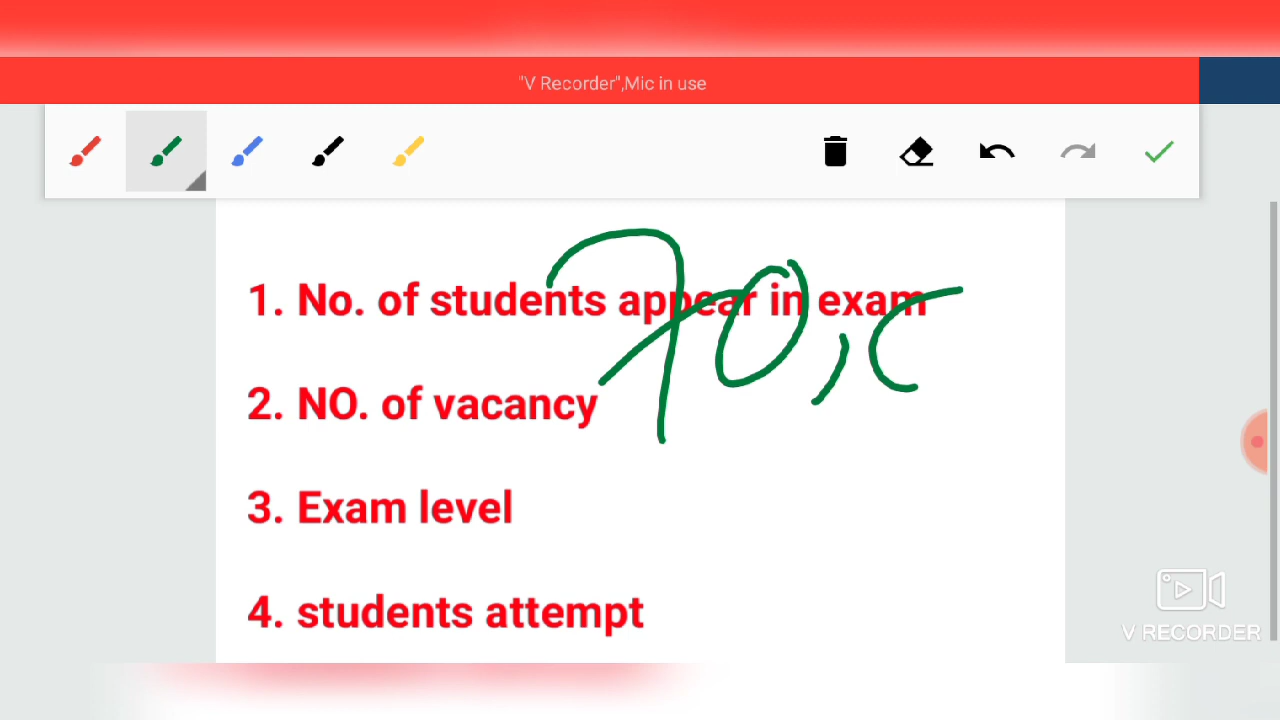 "V Recorder",Mic in use
1. No. of students appear in exam
70,
2. NO. of vacancy
3. Exam level
4. students attempt
V RECORDER